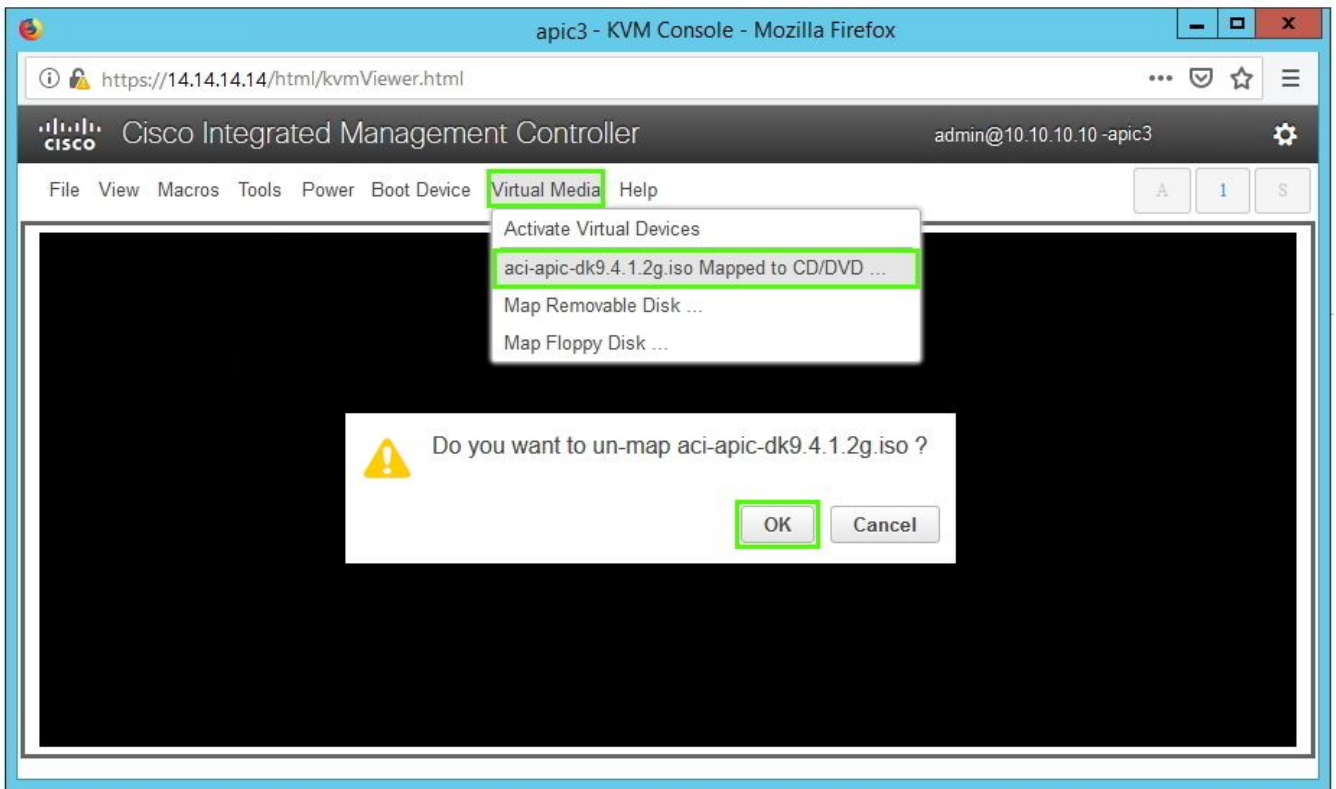 apic3 - KVM Console - Mozilla Firefox
https://14.14.14.14/html/kvmViewer.html
CISCO Cisco Integrated Management Controller admin@10.10.10.10 -apic3
File View Macros Tools Power Boot Device Virtual Media Help A 1 S
Activate Virtual Devices
aci-apic-dk9.4.1.2g.iso Mapped to CD/DVD ...
Map Removable Disk ...
Map Floppy Disk ...
Do you want to un-map aci-apic-dk9.4.1.2g.iso ?
OK Cancel